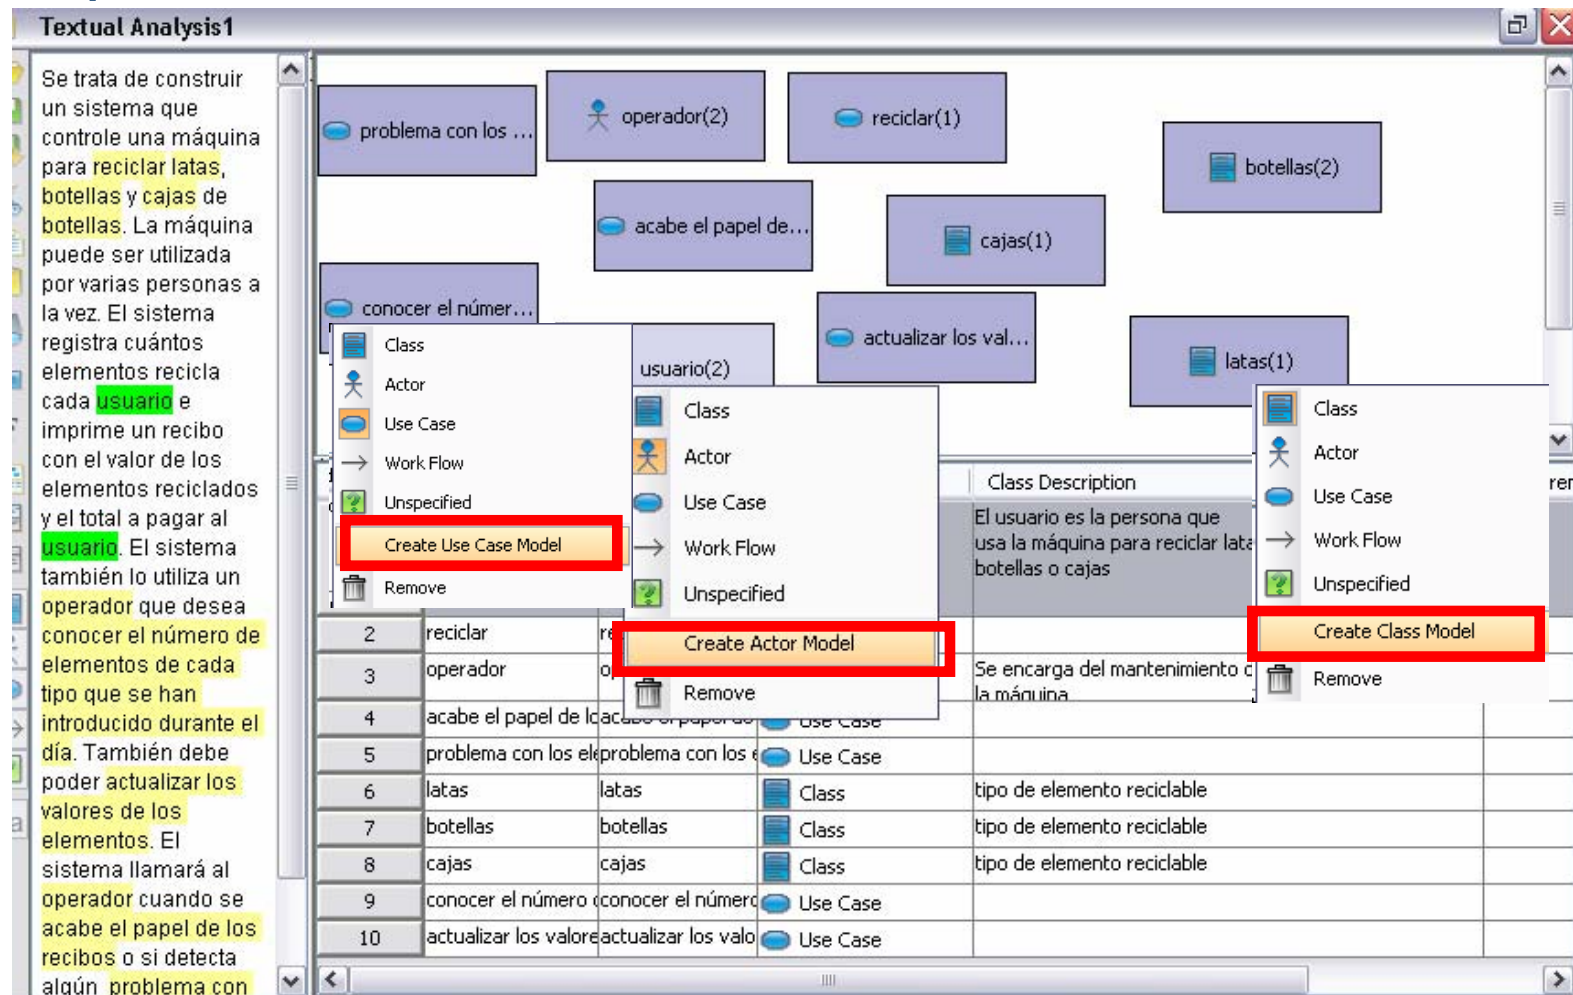 Textual Analysis1
Se trata de construir
un sistema que
controle una máquina
para reciclar latas,
botellas y cajas de
botellas. La máquina
puede ser utilizada
por varias personas a
la vez. El sistema
registra cuántos
elementos recicla
cada usuario e
imprime un recibo
con el valor de los
elementos reciclados
y el total a pagar al
usuario. El sistema
también lo utiliza un
operador que desea
conocer el número de
elementos de cada
tipo que se han
introducido durante el
día. También debe
poder actualizar los
valores de los
elementos. El
sistema llamará al
operador cuando se
acabe el papel de los
recibos o si detecta
algún problema con
problema con los ...
operador(2)
reciclar(1)
botellas(2)
acabe el papel de...
cajas(1)
conocer el númer...
actualizar los val...
usuario(2)
latas(1)
Class
Actor
Use Case
Work Flow
Unspecified
Create Use Case Model
Remove
Class
Actor
Use Case
Work Flow
Unspecified
Create Actor Model
Remove
Class
Actor
Use Case
Work Flow
Unspecified
Create Class Model
Remove
Class Description
El usuario es la persona que
usa la máquina para reciclar lata
botellas o cajas
2 reciclar
3 operador Se encarga del mantenimiento
la máquina
4 acabe el papel de Use Case
5 problema con los problema con los Use Case
6 latas latas Class tipo de elemento reciclable
7 botellas botellas Class tipo de elemento reciclable
8 cajas cajas Class tipo de elemento reciclable
9 conocer el número conocer el número Use Case
10 actualizar los valore actualizar los valo Use Case